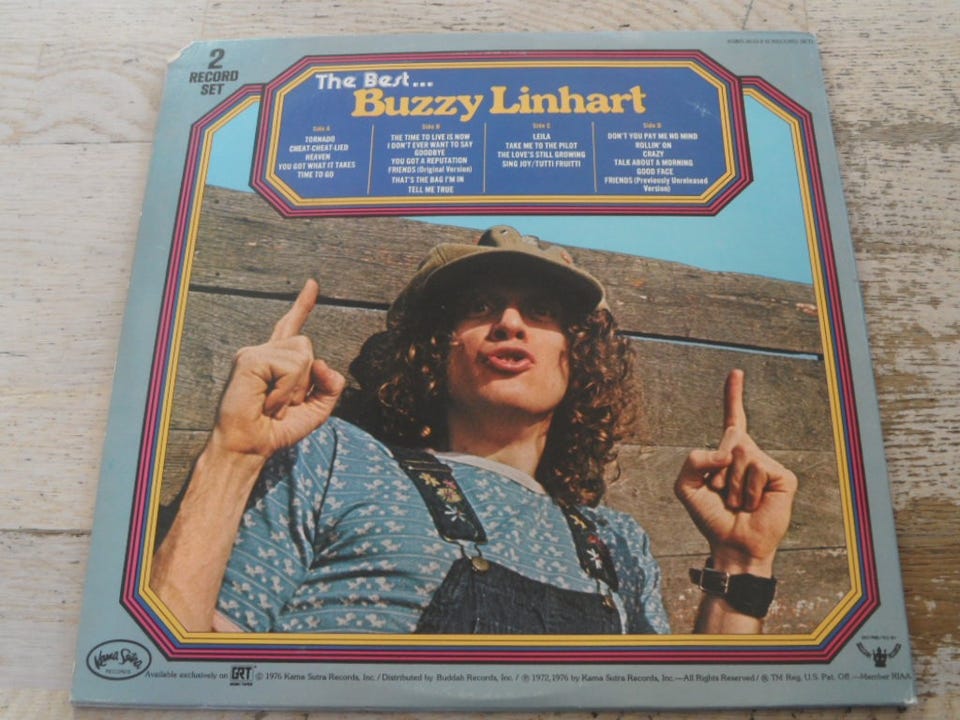 2
RECORD
SET
The Best...
Buzzy Linhart
Side A
TORNADO
CHEAT-CHEAT-LIED
HEAVEN
YOU GOT WHAT IT TAKES
TIME TO GO
Side B
THE TIME TO LIVE IS NOW
I DON'T EVER WANT TO SAY
GOODBYE
YOU GOT A REPUTATION
FRIENDS (Original Version)
THAT'S THE BAG I'M IN
TELL ME TRUE
Side C
LEILA
TAKE ME TO THE PILOT
THE LOVE'S STILL GROWING
SING JOY/TUTTI FRUITTI
Side D
DON'T YOU PAY ME NO MIND
ROLLIN' ON
CRAZY
TALK ABOUT A MORNING
GOOD FACE
FRIENDS (Previously Unreleased
Version)
Kama Sutra
RECORDS
Available exclusively on GRT © 1976 Kama Sutra Records, Inc. / Distributed by Buddah Records, Inc. / ℗ 1972, 1976 by Kama Sutra Records, Inc.—All Rights Reserved / ® TM Reg. U.S. Pat. Off.—Member RIAA
MUSIC TAPES